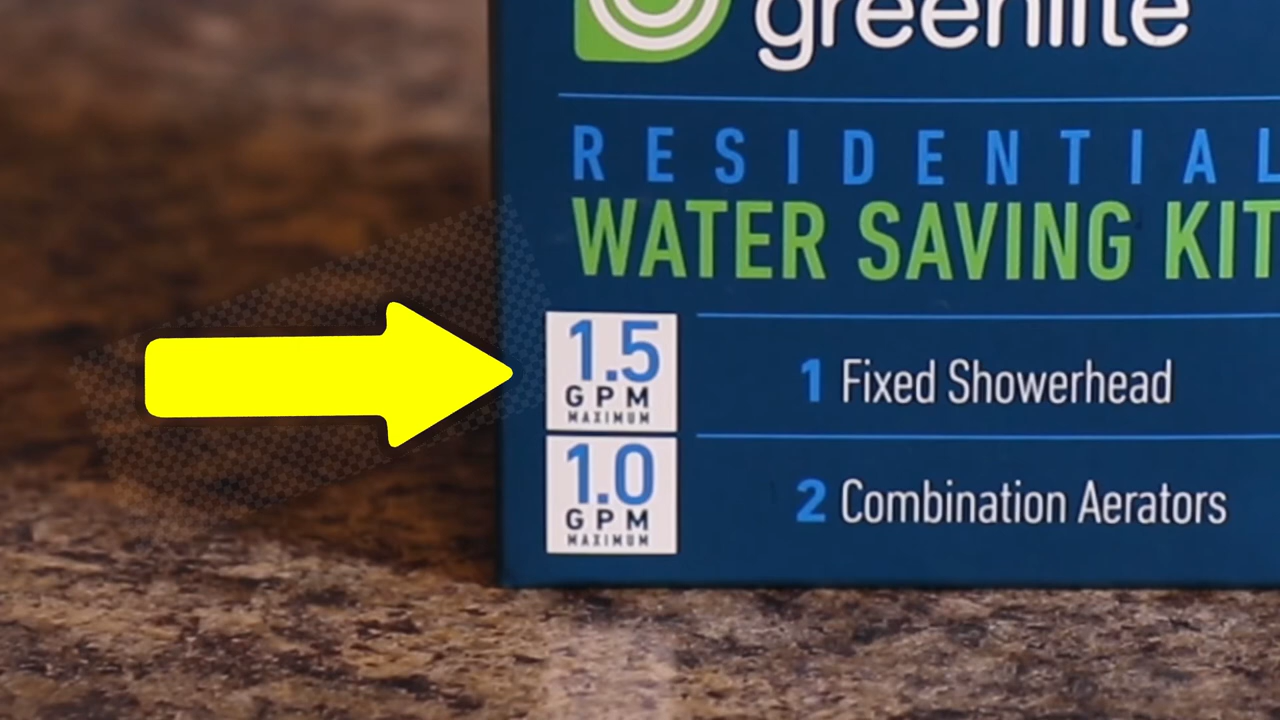 greenlite
RESIDENTIAL
WATER SAVING KIT
1.5
GPM
MAXIMUM
1 Fixed Showerhead
1.0
GPM
MAXIMUM
2 Combination Aerators